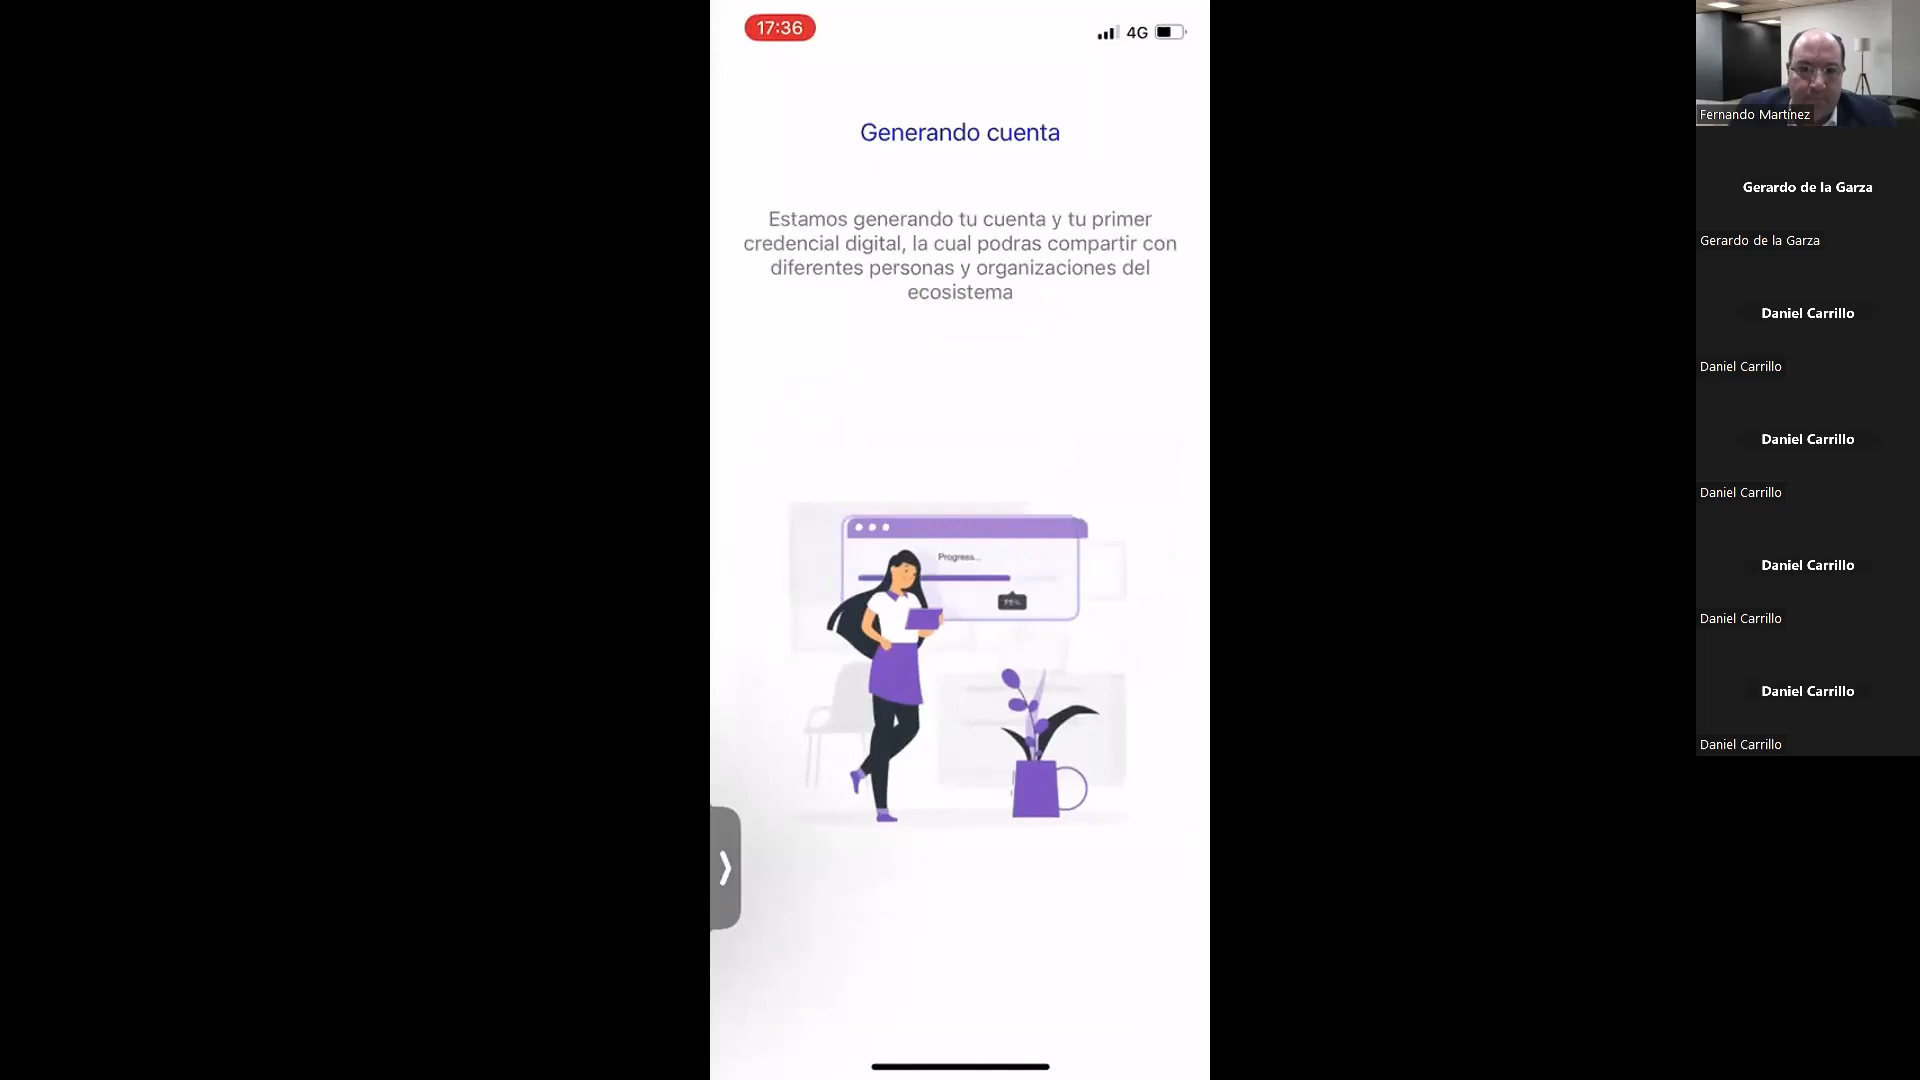 17:36
4G
Generando cuenta
Estamos generando tu cuenta y tu primer
credencial digital, la cual podras compartir con
diferentes personas y organizaciones del
ecosistema
Progress...
Fernando Martínez
Gerardo de la Garza
Gerardo de la Garza
Daniel Carrillo
Daniel Carrillo
Daniel Carrillo
Daniel Carrillo
Daniel Carrillo
Daniel Carrillo
Daniel Carrillo
Daniel Carrillo